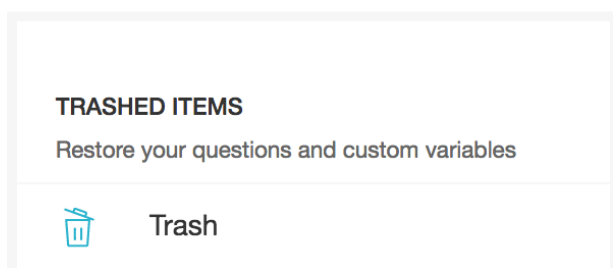 TRASHED ITEMS
Restore your questions and custom variables
Trash